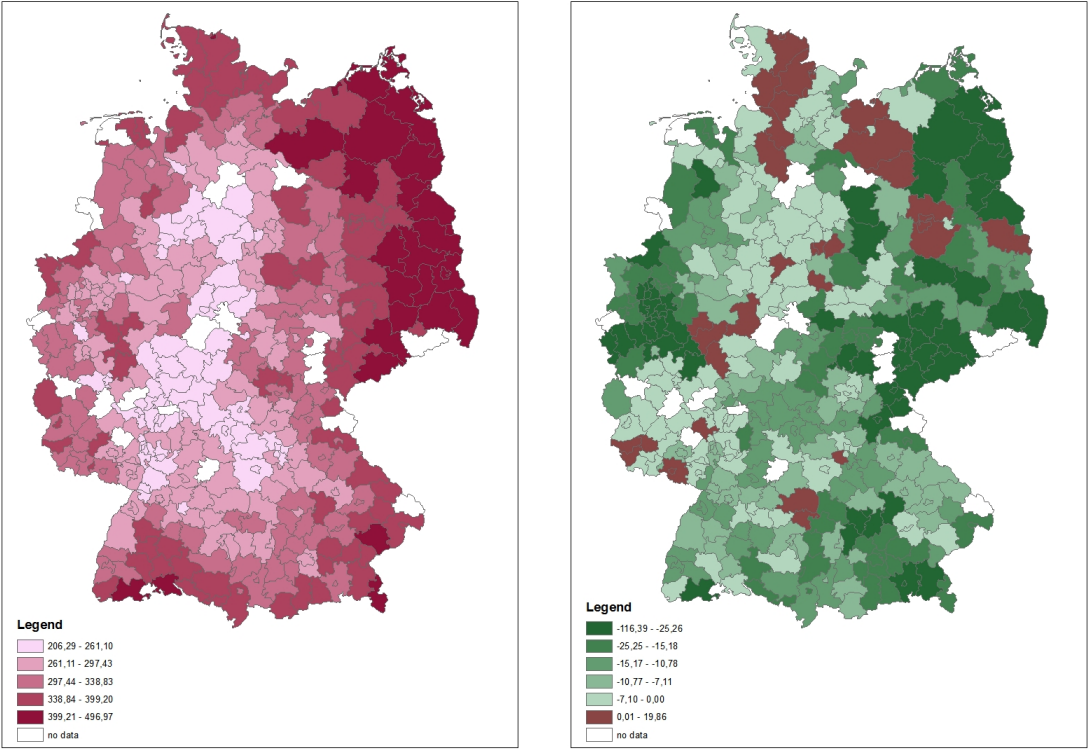 Legend
206,29 - 261,10
261,11 - 297,43
297,44 - 338,83
338,84 - 399,20
399,21 - 496,97
no data
Legend
-116,39 - -25,26
-25,25 - -15,18
-15,17 - -10,78
-10,77 - -7,11
-7,10 - 0,00
0,01 - 19,86
no data